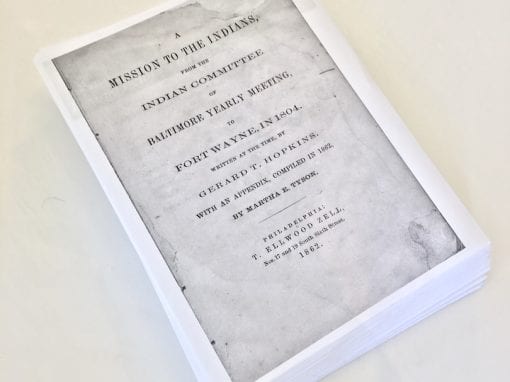 A
MISSION TO THE INDIANS,
FROM THE
INDIAN COMMITTEE
OF
BALTIMORE YEARLY MEETING,
TO
FORT WAYNE, IN 1804.
WRITTEN AT THE TIME, BY
GERARD T. HOPKINS.
WITH AN APPENDIX, COMPILED IN 1862,
BY MARTHA E. TYSON.
PHILADELPHIA:
T. ELLWOOD ZELL,
Nos. 17 and 19 South Sixth Street.
1862.